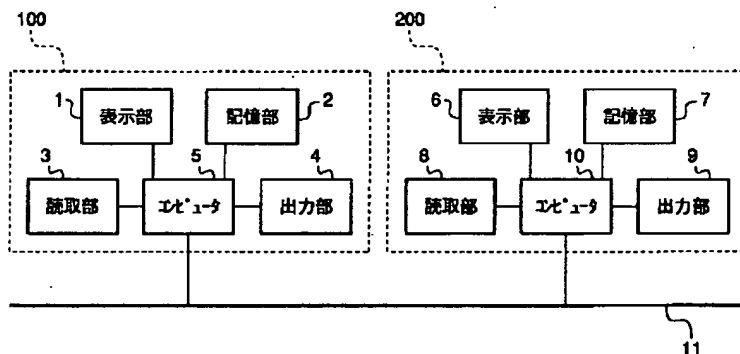 100 200
1 表示部 記憶部 2 6 表示部 記憶部 7
3 5 4 8 10 9
読取部 コンピュータ 出力部 読取部 コンピュータ 出力部
11